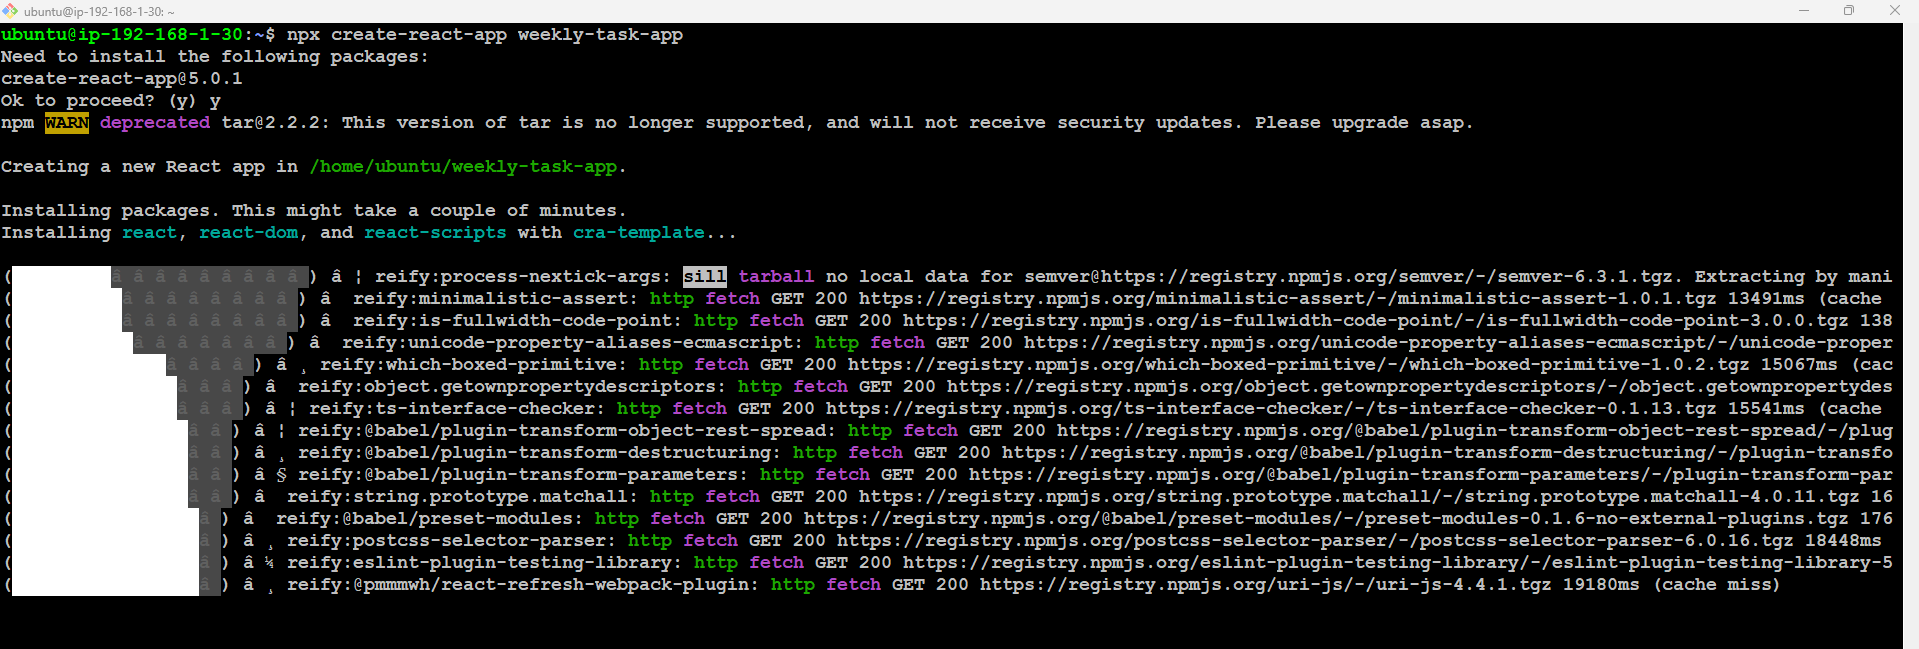 ubuntu@ip-192-168-1-30: ~
ubuntu@ip-192-168-1-30:~$ npx create-react-app weekly-task-app
Need to install the following packages:
create-react-app@5.0.1
Ok to proceed? (y) y
npm WARN deprecated tar@2.2.2: This version of tar is no longer supported, and will not receive security updates. Please upgrade asap.
Creating a new React app in /home/ubuntu/weekly-task-app.
Installing packages. This might take a couple of minutes.
Installing react, react-dom, and react-scripts with cra-template...
(â â â â â â â â â ) â ¦ reify:process-nextick-args: sill tarball no local data for semver@https://registry.npmjs.org/semver/-/semver-6.3.1.tgz. Extracting by mani
(â â â â â â â â ) â  reify:minimalistic-assert: http fetch GET 200 https://registry.npmjs.org/minimalistic-assert/-/minimalistic-assert-1.0.1.tgz 13491ms (cache
(â â â â â â â â ) â  reify:is-fullwidth-code-point: http fetch GET 200 https://registry.npmjs.org/is-fullwidth-code-point/-/is-fullwidth-code-point-3.0.0.tgz 138
(â â â â â â â ) â  reify:unicode-property-aliases-ecmascript: http fetch GET 200 https://registry.npmjs.org/unicode-property-aliases-ecmascript/-/unicode-proper
(â â â â ) â ¸ reify:which-boxed-primitive: http fetch GET 200 https://registry.npmjs.org/which-boxed-primitive/-/which-boxed-primitive-1.0.2.tgz 15067ms (cac
(â â â ) â  reify:object.getownpropertydescriptors: http fetch GET 200 https://registry.npmjs.org/object.getownpropertydescriptors/-/object.getownpropertydes
(â â â ) â ¦ reify:ts-interface-checker: http fetch GET 200 https://registry.npmjs.org/ts-interface-checker/-/ts-interface-checker-0.1.13.tgz 15541ms (cache
(â â ) â ¦ reify:@babel/plugin-transform-object-rest-spread: http fetch GET 200 https://registry.npmjs.org/@babel/plugin-transform-object-rest-spread/-/plug
(â â ) â ¸ reify:@babel/plugin-transform-destructuring: http fetch GET 200 https://registry.npmjs.org/@babel/plugin-transform-destructuring/-/plugin-transfo
(â â ) â § reify:@babel/plugin-transform-parameters: http fetch GET 200 https://registry.npmjs.org/@babel/plugin-transform-parameters/-/plugin-transform-par
(â â ) â  reify:string.prototype.matchall: http fetch GET 200 https://registry.npmjs.org/string.prototype.matchall/-/string.prototype.matchall-4.0.11.tgz 16
(â ) â  reify:@babel/preset-modules: http fetch GET 200 https://registry.npmjs.org/@babel/preset-modules/-/preset-modules-0.1.6-no-external-plugins.tgz 176
(â ) â ¸ reify:postcss-selector-parser: http fetch GET 200 https://registry.npmjs.org/postcss-selector-parser/-/postcss-selector-parser-6.0.16.tgz 18448ms
(â ) â ¼ reify:eslint-plugin-testing-library: http fetch GET 200 https://registry.npmjs.org/eslint-plugin-testing-library/-/eslint-plugin-testing-library-5
(â ) â ¸ reify:@pmmmwh/react-refresh-webpack-plugin: http fetch GET 200 https://registry.npmjs.org/uri-js/-/uri-js-4.4.1.tgz 19180ms (cache miss)